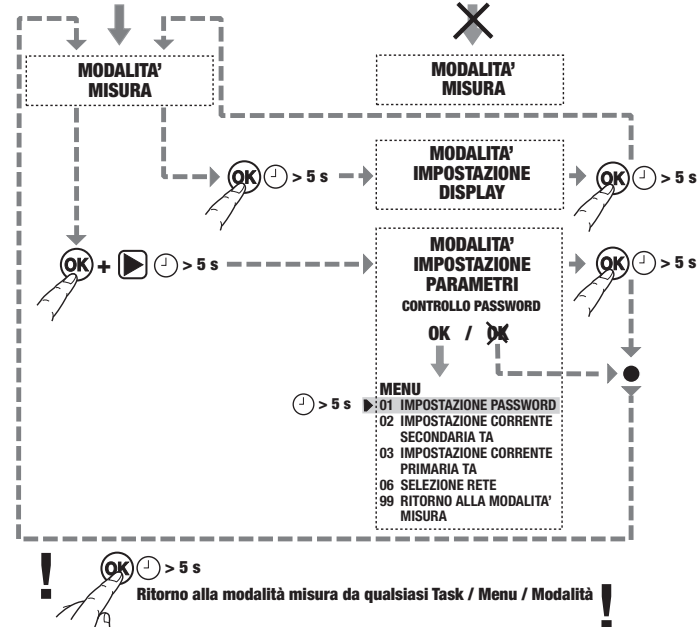 MODALITA'
MISURA
MODALITA'
MISURA
OK > 5 s
MODALITA'
IMPOSTAZIONE
DISPLAY
OK > 5 s
OK + > 5 s
MODALITA'
IMPOSTAZIONE
PARAMETRI
CONTROLLO PASSWORD
OK / OK
OK > 5 s
MENU
> 5 s
01 IMPOSTAZIONE PASSWORD
02 IMPOSTAZIONE CORRENTE
SECONDARIA TA
03 IMPOSTAZIONE CORRENTE
PRIMARIA TA
06 SELEZIONE RETE
99 RITORNO ALLA MODALITA'
MISURA
! OK > 5 s
Ritorno alla modalità misura da qualsiasi Task / Menu / Modalità !